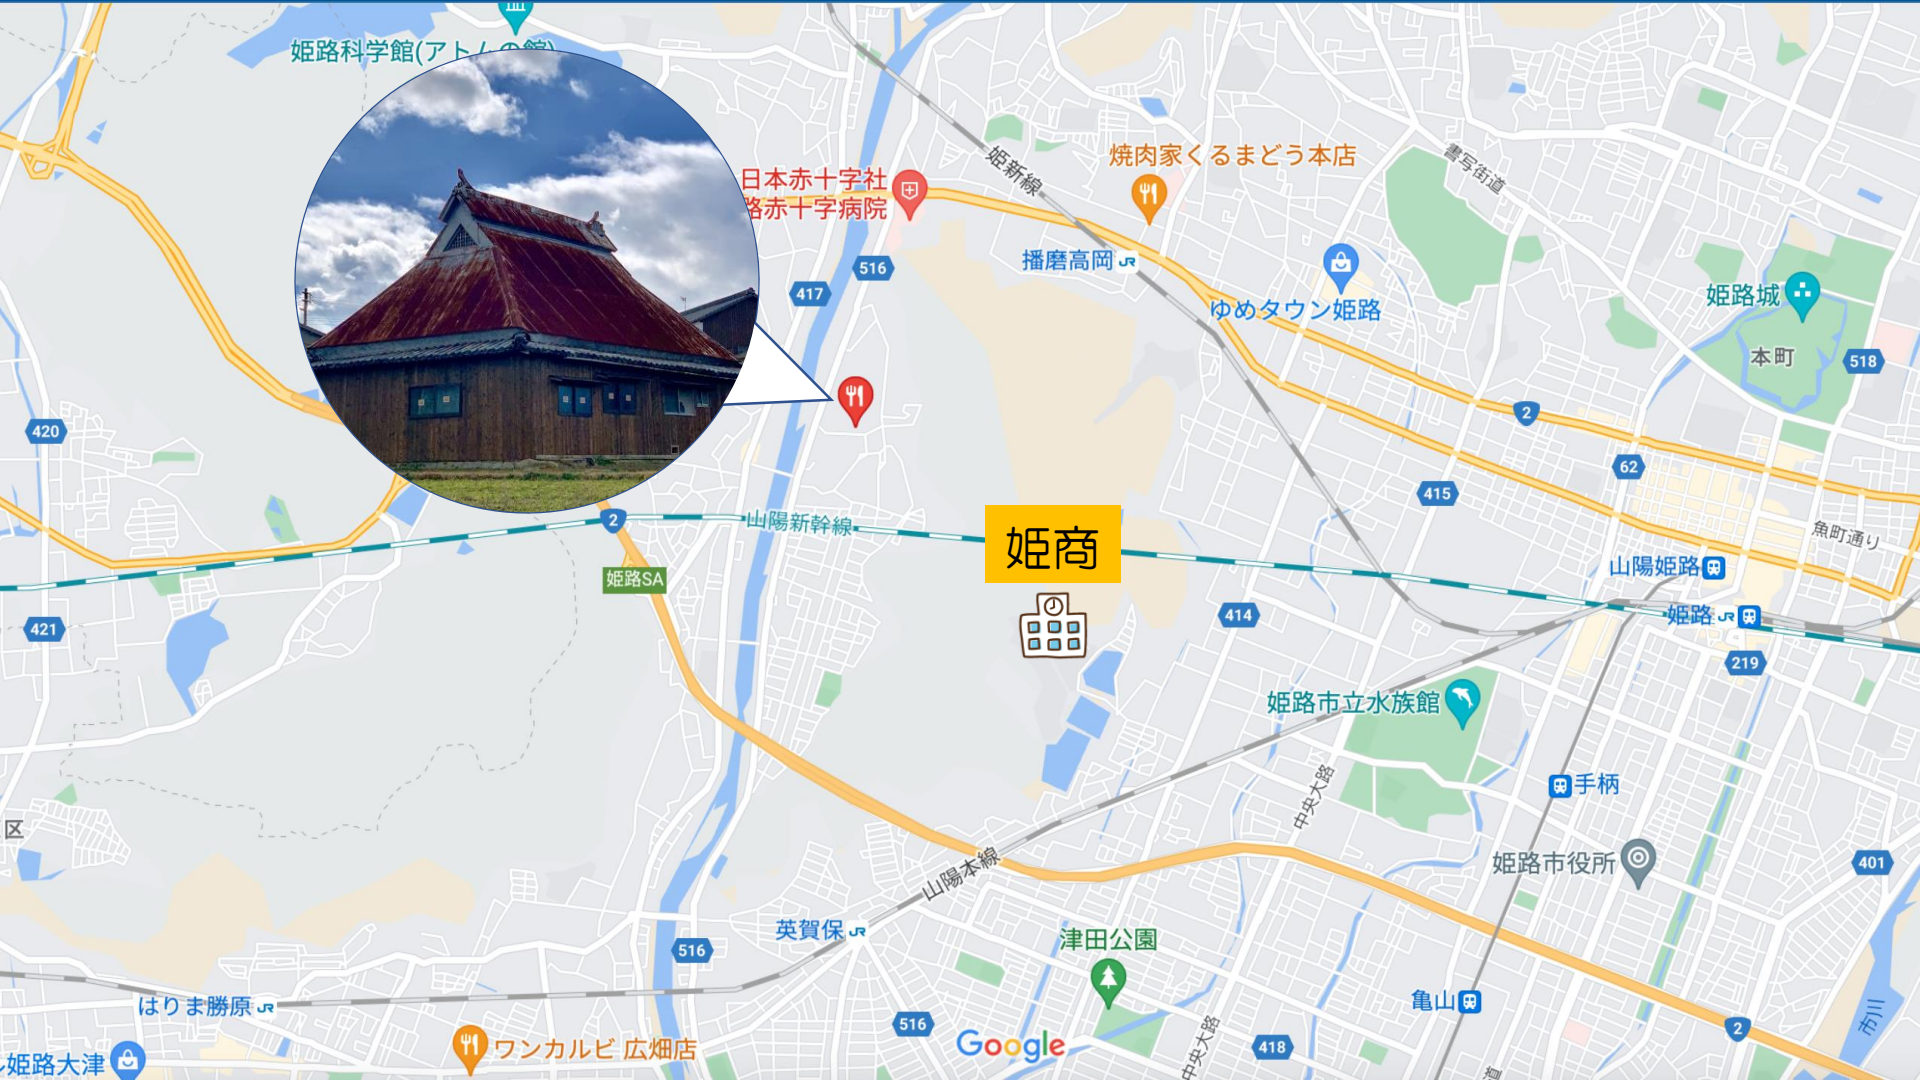 姫路科学館(アトムの館)
日本赤十字社
路赤十字病院
姫新線
焼肉家くるまどう本店
書写街道
播磨高岡 JR
ゆめタウン姫路
姫路城
本町
518
516
417
420
2
62
415
山陽新幹線
2
姫商
魚町通り
山陽姫路
姫路SA
421
414
姫路 JR
219
姫路市立水族館
中央大路
手柄
区
姫路市役所
401
山陽本線
英賀保 JR
津田公園
516
はりま勝原 JR
亀山
市川
516
Google
中央大路
418
2
ワンカルビ 広畑店
姫路大津
道